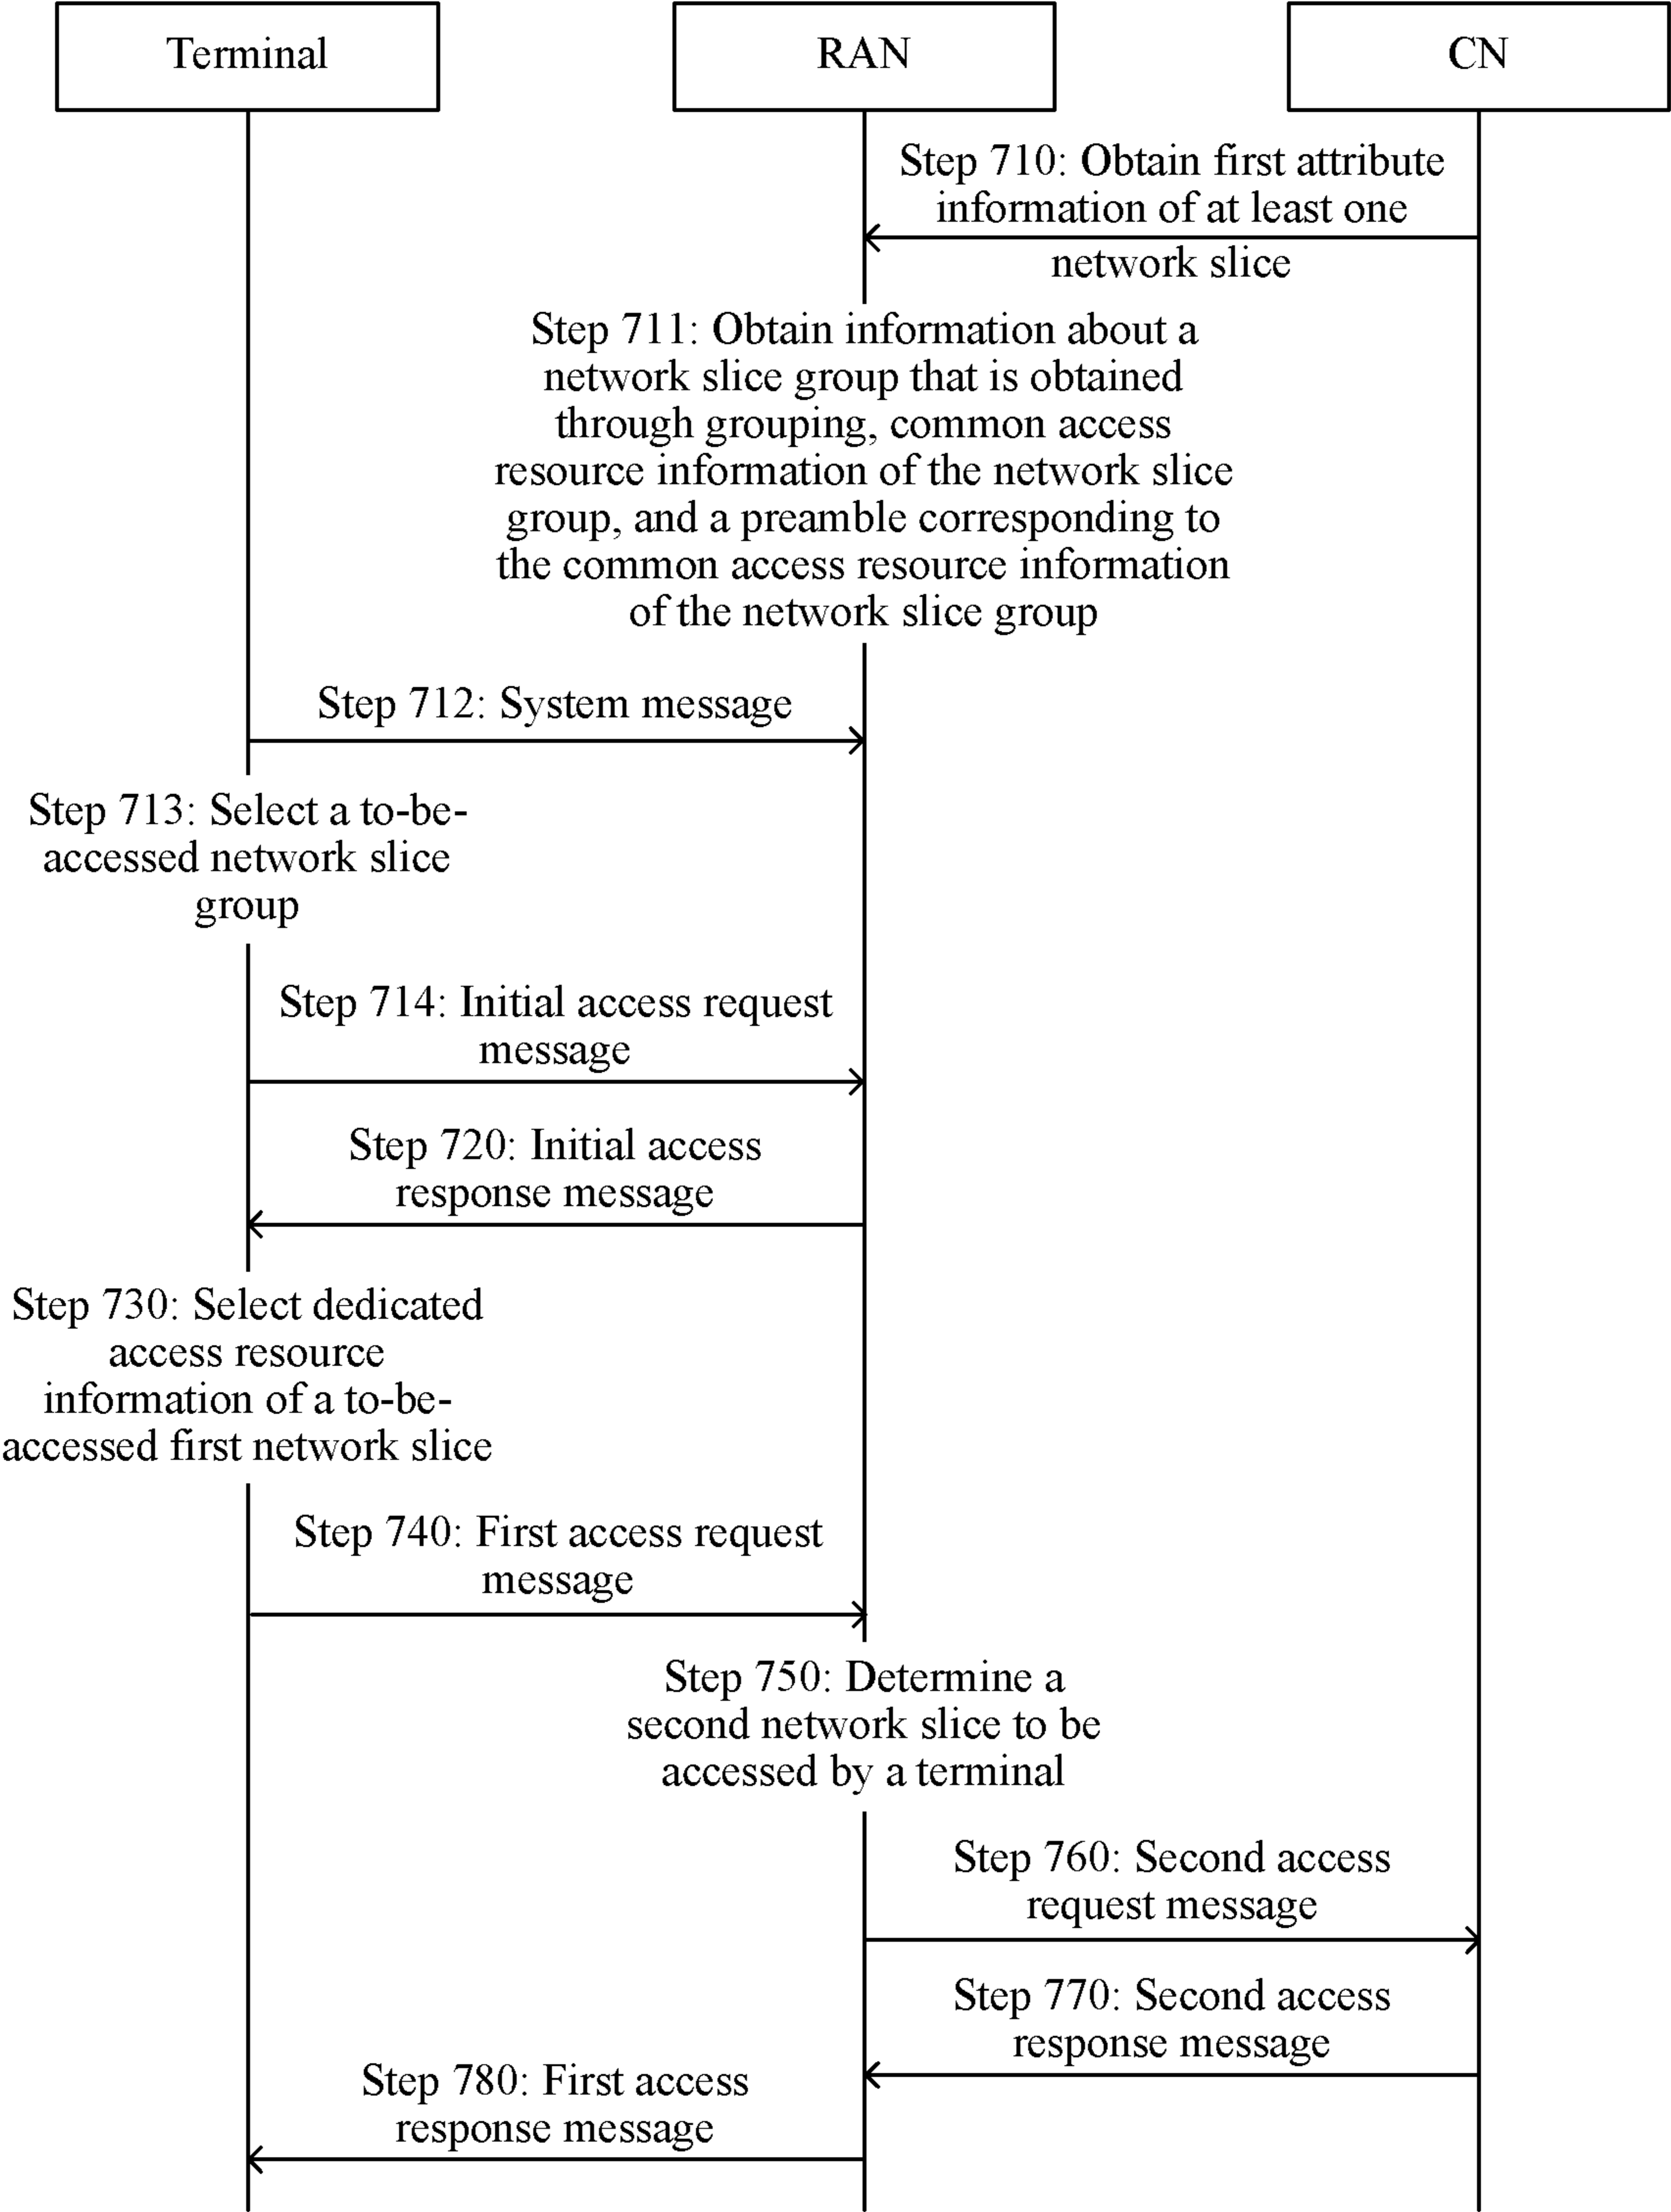 Terminal
RAN
CN
Step 710: Obtain first attribute
information of at least one
network slice
Step 711: Obtain information about a
network slice group that is obtained
through grouping, common access
resource information of the network slice
group, and a preamble corresponding to
the common access resource information
of the network slice group
Step 712: System message
Step 713: Select a to-be-
accessed network slice
group
Step 714: Initial access request
message
Step 720: Initial access
response message
Step 730: Select dedicated
access resource
information of a to-be-
accessed first network slice
Step 740: First access request
message
Step 750: Determine a
second network slice to be
accessed by a terminal
Step 760: Second access
request message
Step 770: Second access
response message
Step 780: First access
response message